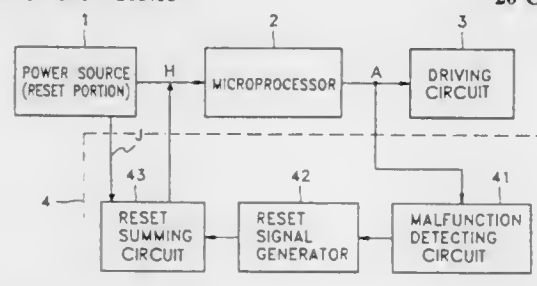 1
2
3
POWER SOURCE
(RESET PORTION)
H
MICROPROCESSOR
A
DRIVING
CIRCUIT
J
4
43
42
41
RESET
SUMMING
CIRCUIT
RESET
SIGNAL
GENERATOR
MALFUNCTION
DETECTING
CIRCUIT